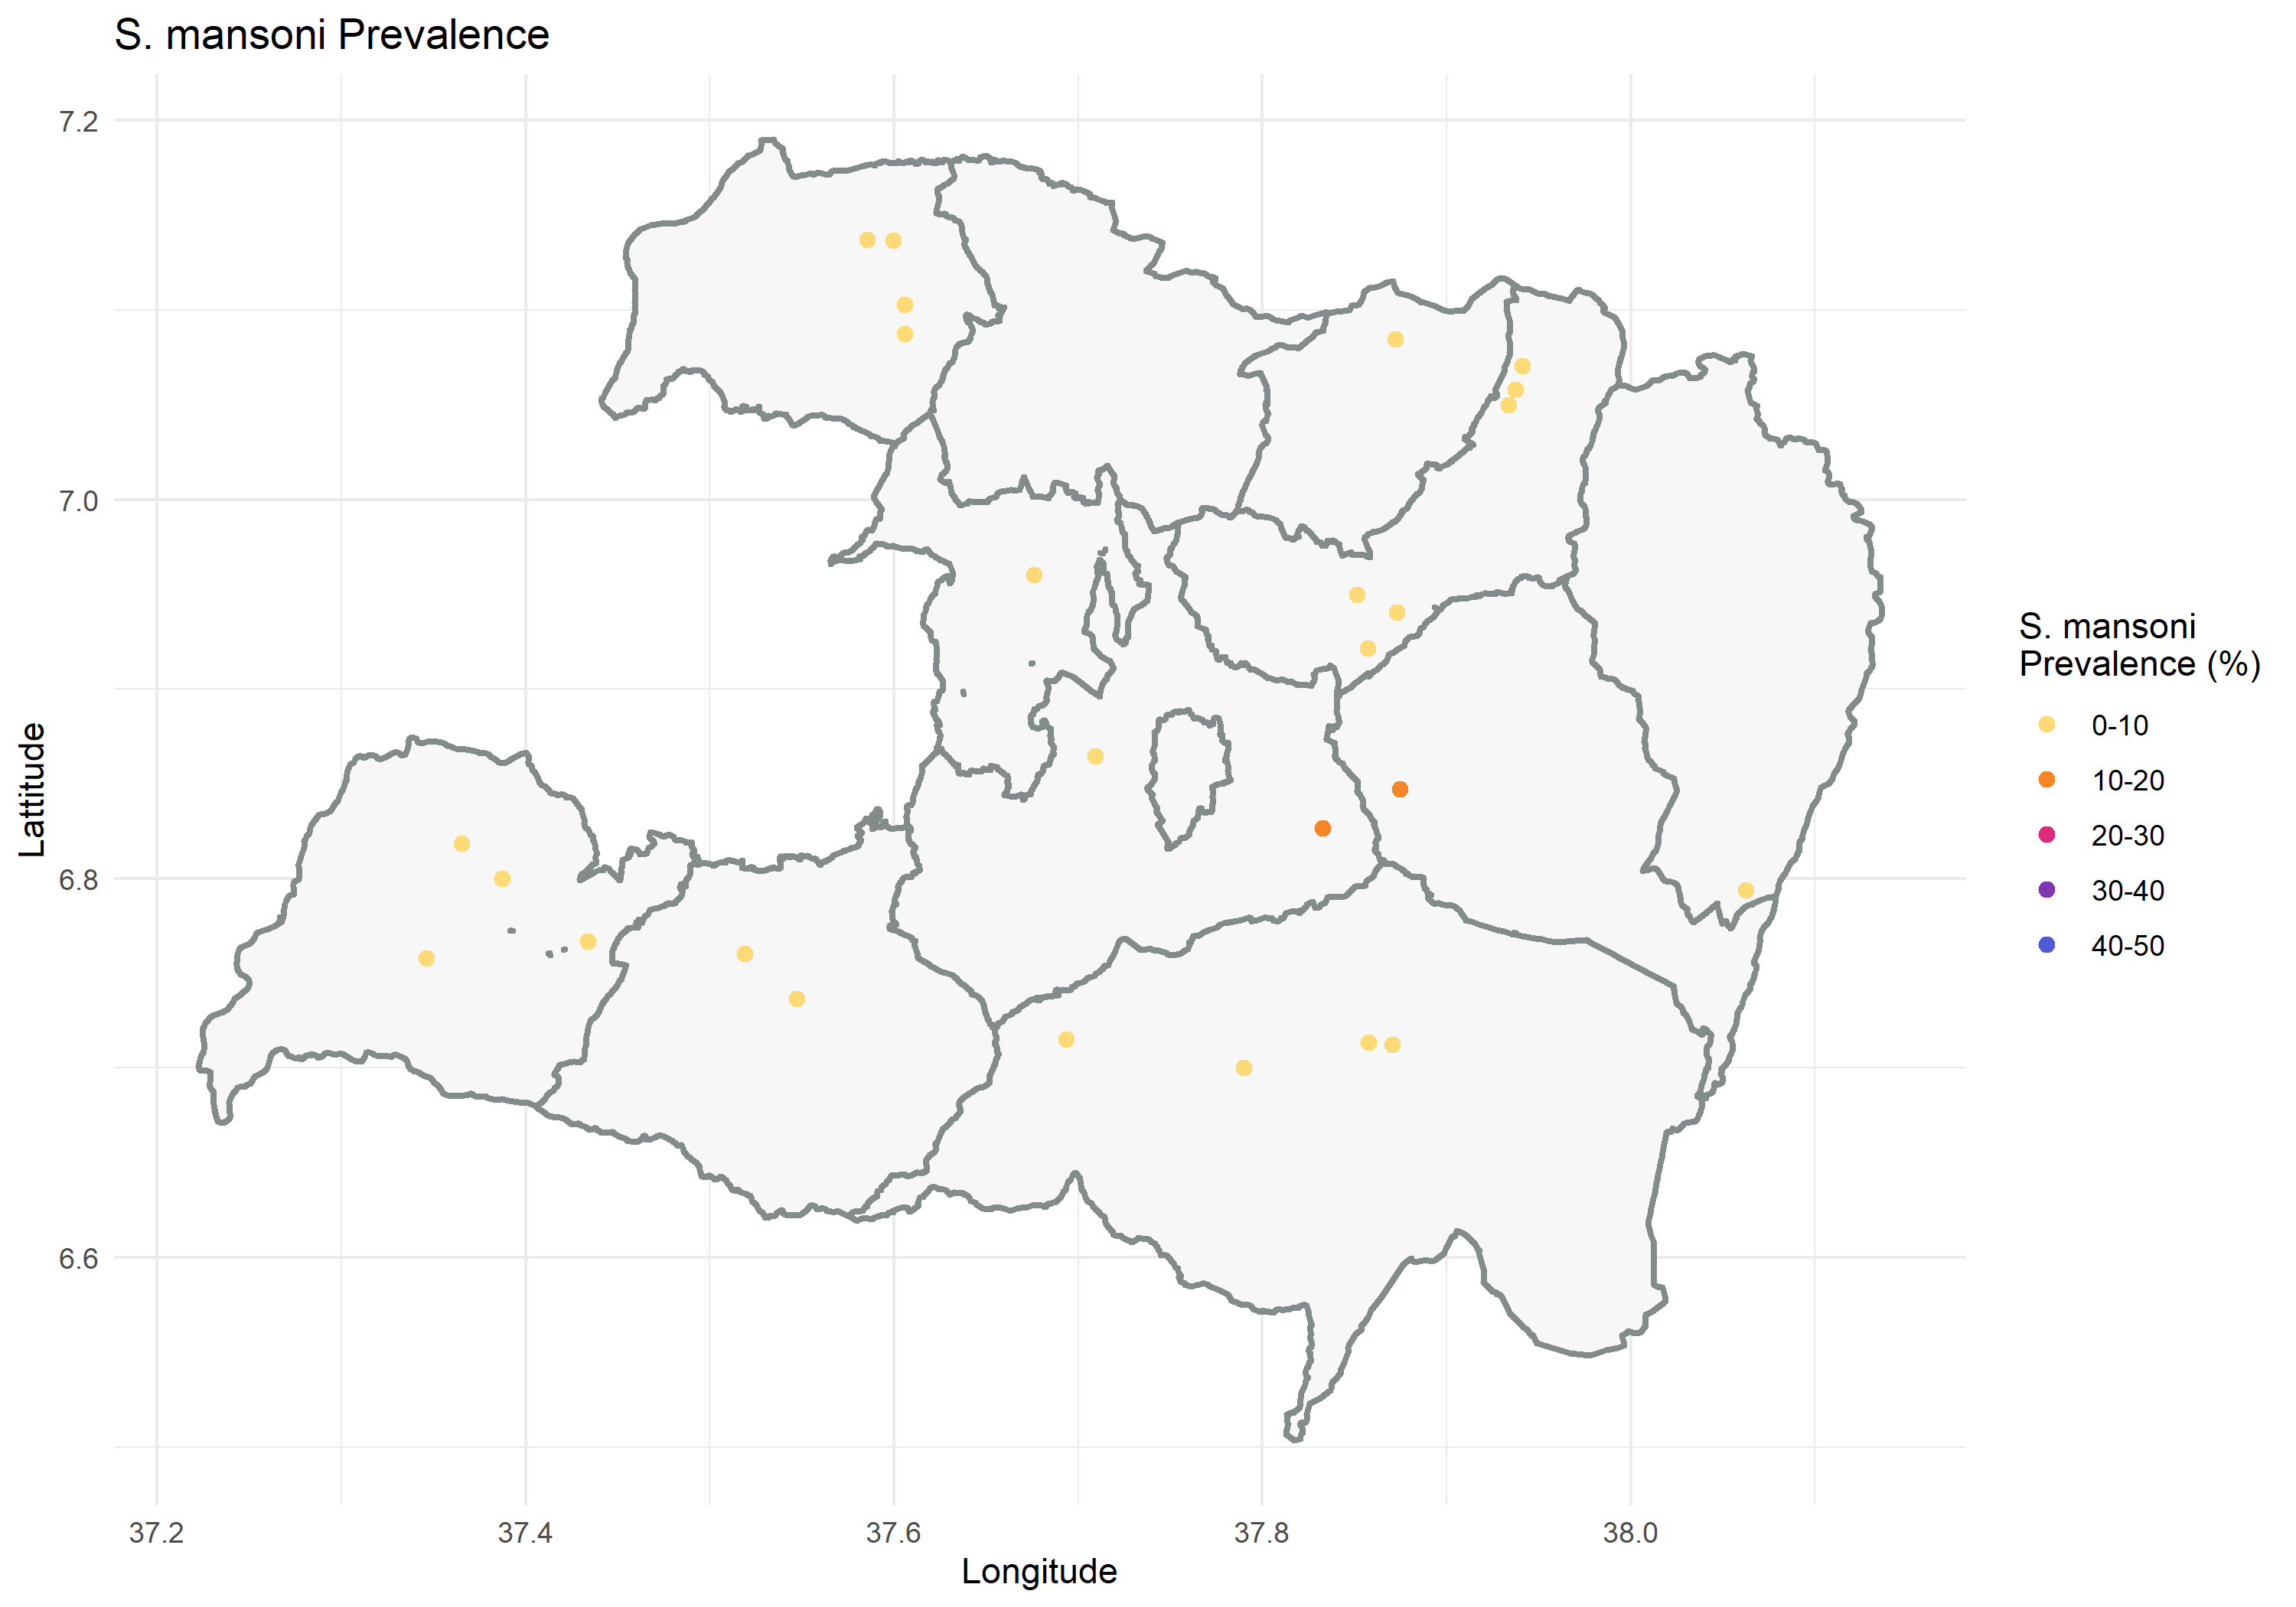 S. mansoni Prevalence
7.2
7.0
6.8
6.6
Lattitude
37.2 37.4 37.6 37.8 38.0
Longitude
S. mansoni
Prevalence (%)
0-10
10-20
20-30
30-40
40-50